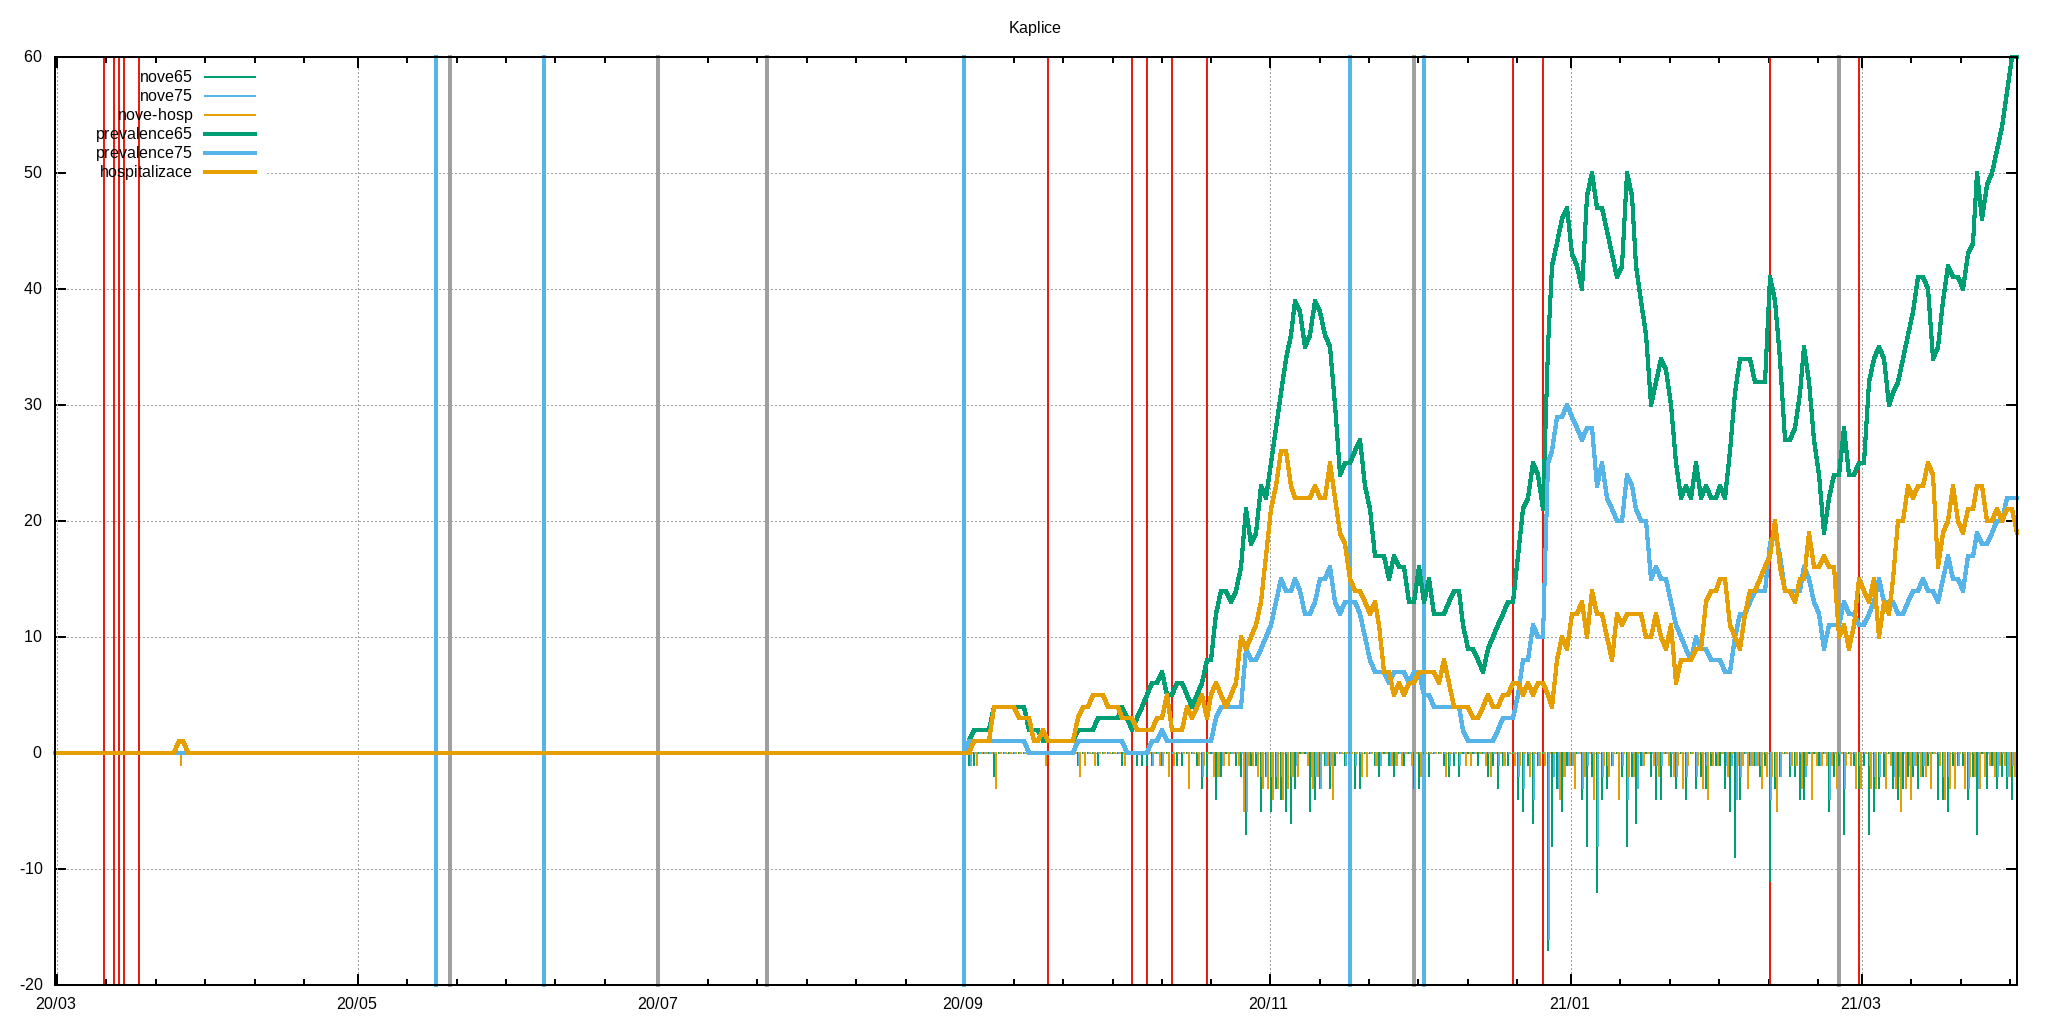 Kaplice
60
nove65
nove75
nove-hosp
prevalence65
prevalence75
hospitalizace
50
40
30
20
10
0
-10
-20
20/03 20/05 20/07 20/09 20/11 21/01 21/03